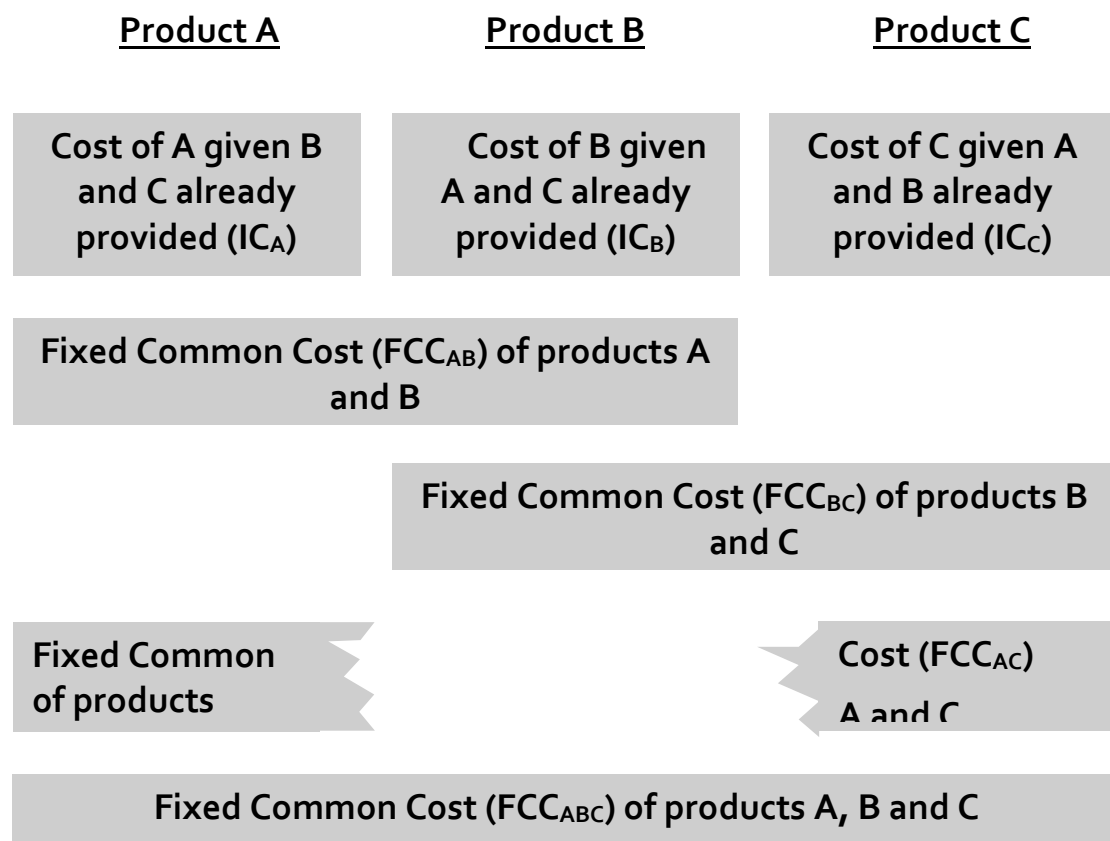 Product A Product B Product C
Cost of A given B
and C already
provided (ICA)
Cost of B given
A and C already
provided (ICB)
Cost of C given A
and B already
provided (ICC)
Fixed Common Cost (FCCAB) of products A
and B
Fixed Common Cost (FCCBC) of products B
and C
Fixed Common
of products
Cost (FCCAC)
A and C
Fixed Common Cost (FCCABC) of products A, B and C